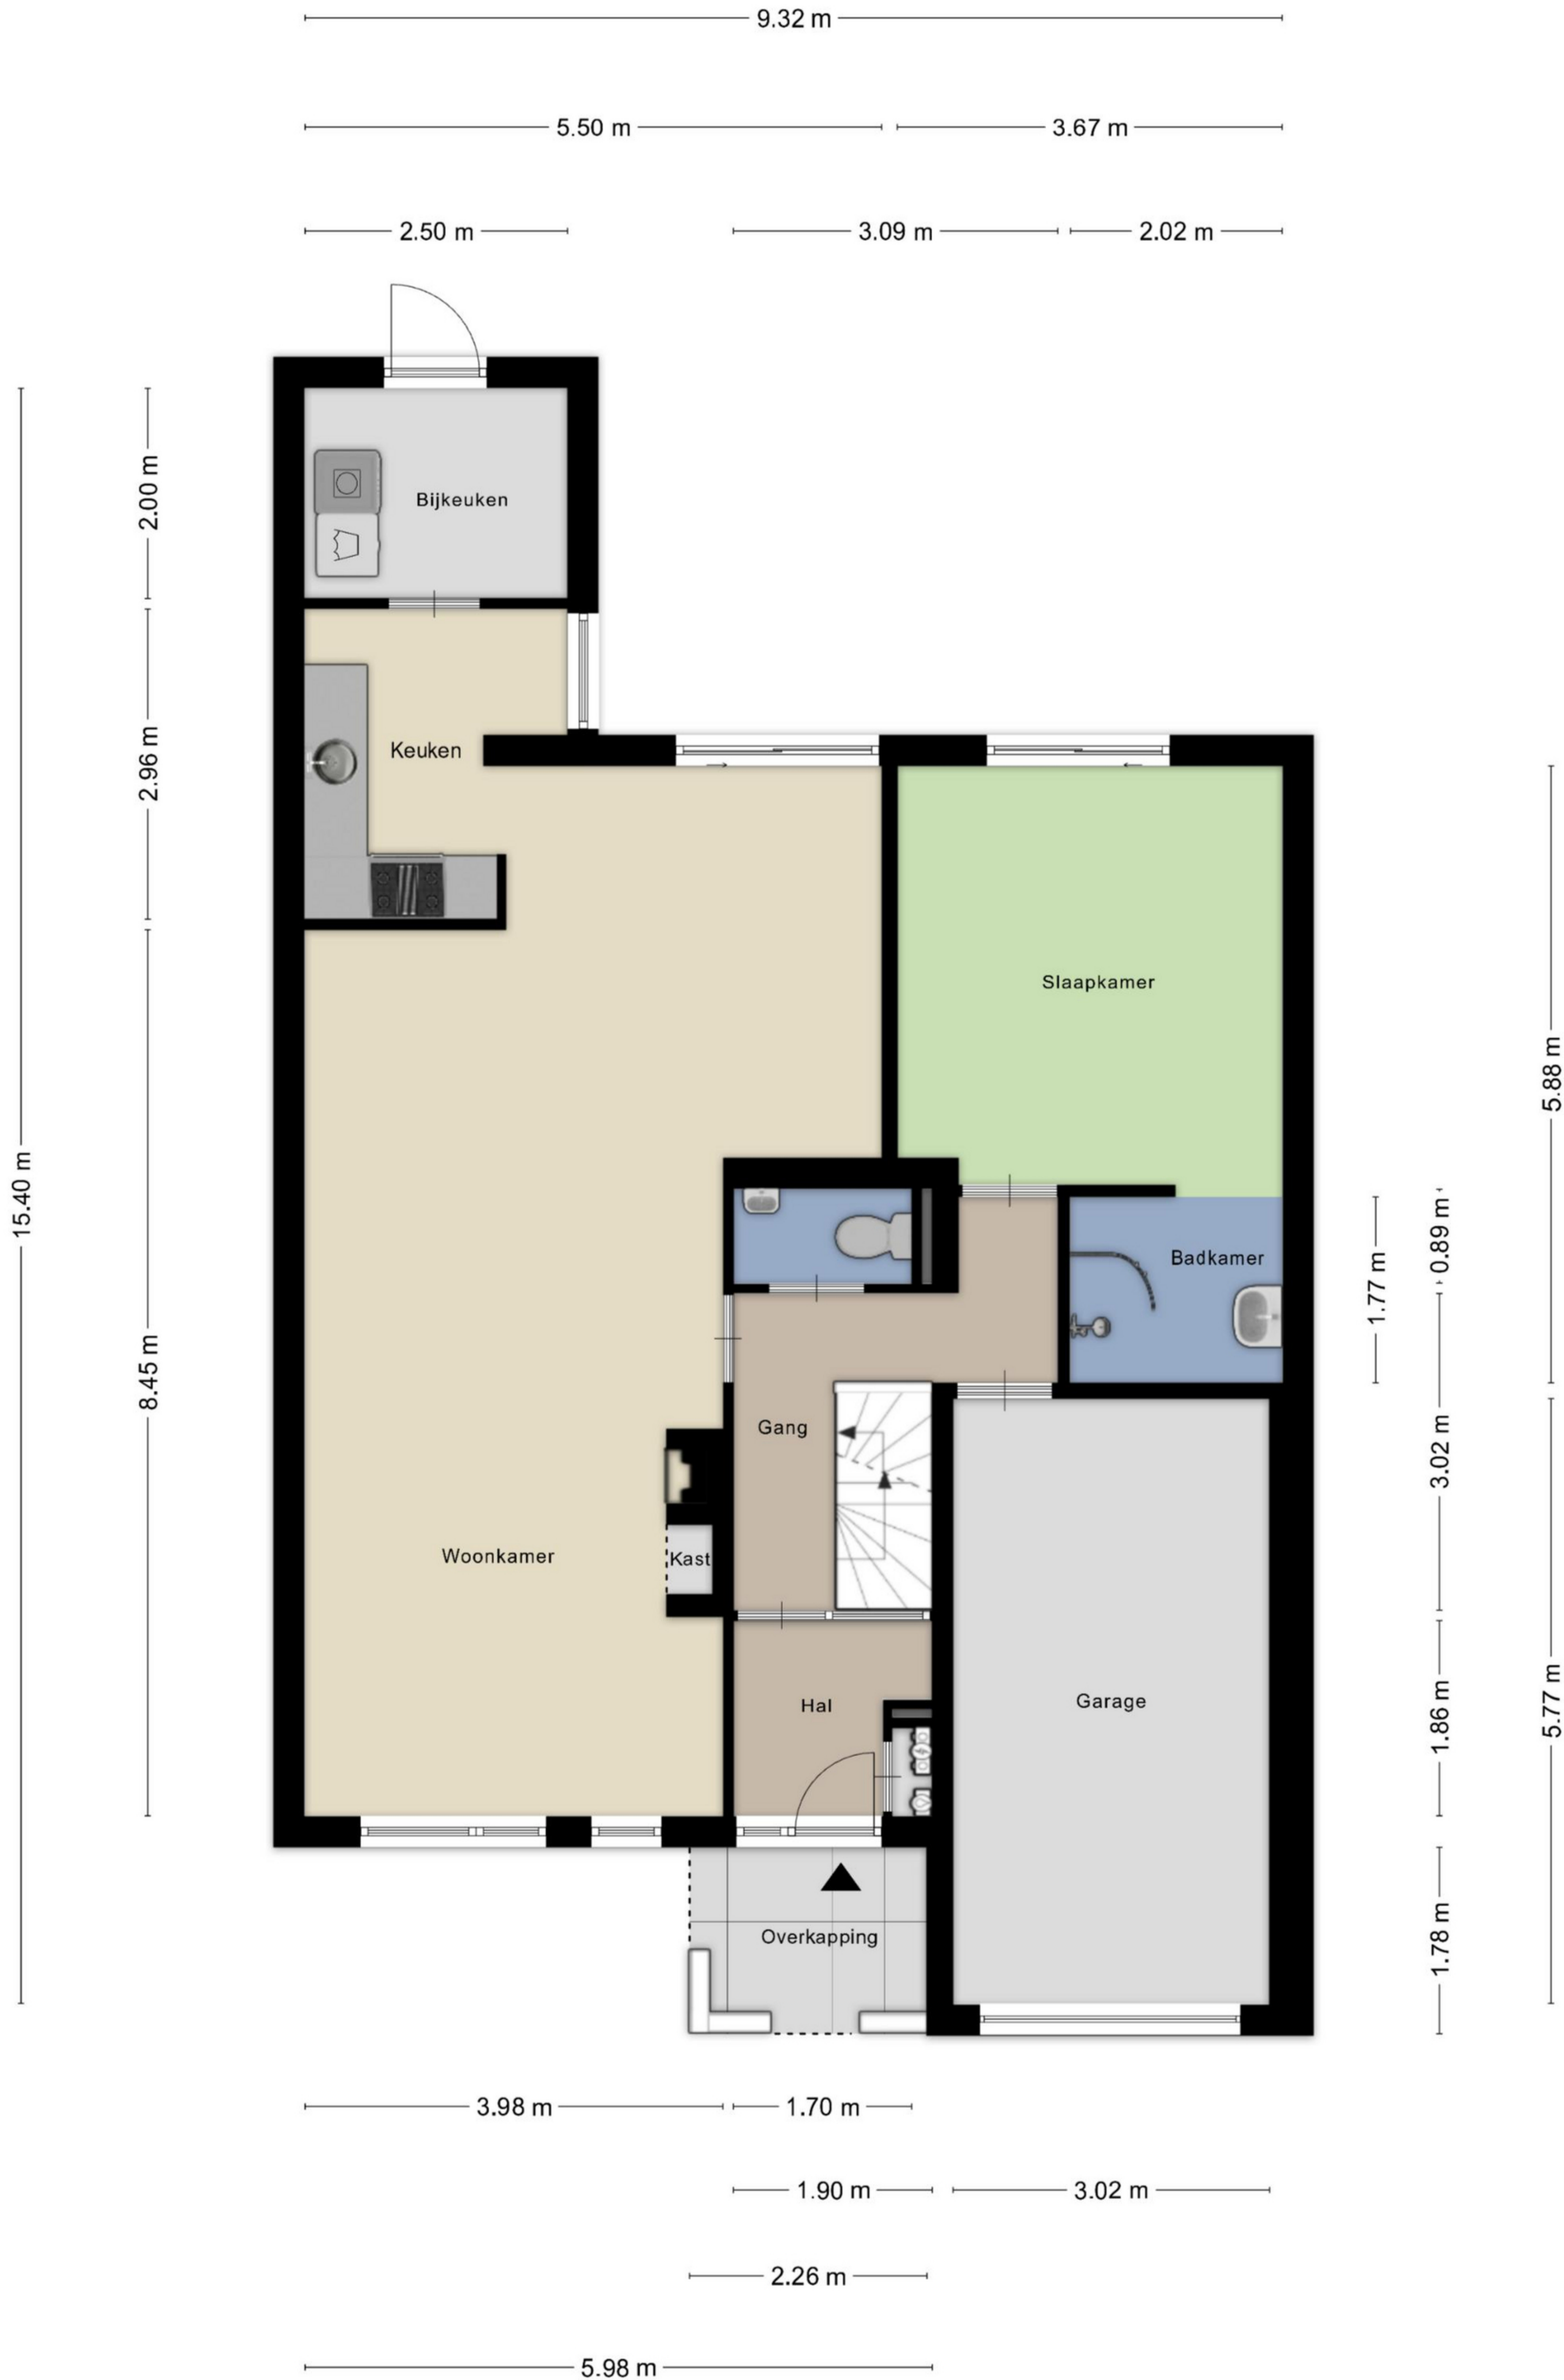 9.32 m
5.50 m
3.67 m
2.50 m
3.09 m
2.02 m
2.00 m
Bijkeuken
2.96 m
Keuken
Slaapkamer
5.88 m
15.40 m
0.89 m
Badkamer
1.77 m
8.45 m
Gang
3.02 m
Woonkamer
Kast
Hal
Garage
1.86 m
5.77 m
Overkapping
1.78 m
3.98 m
1.70 m
1.90 m
3.02 m
2.26 m
5.98 m